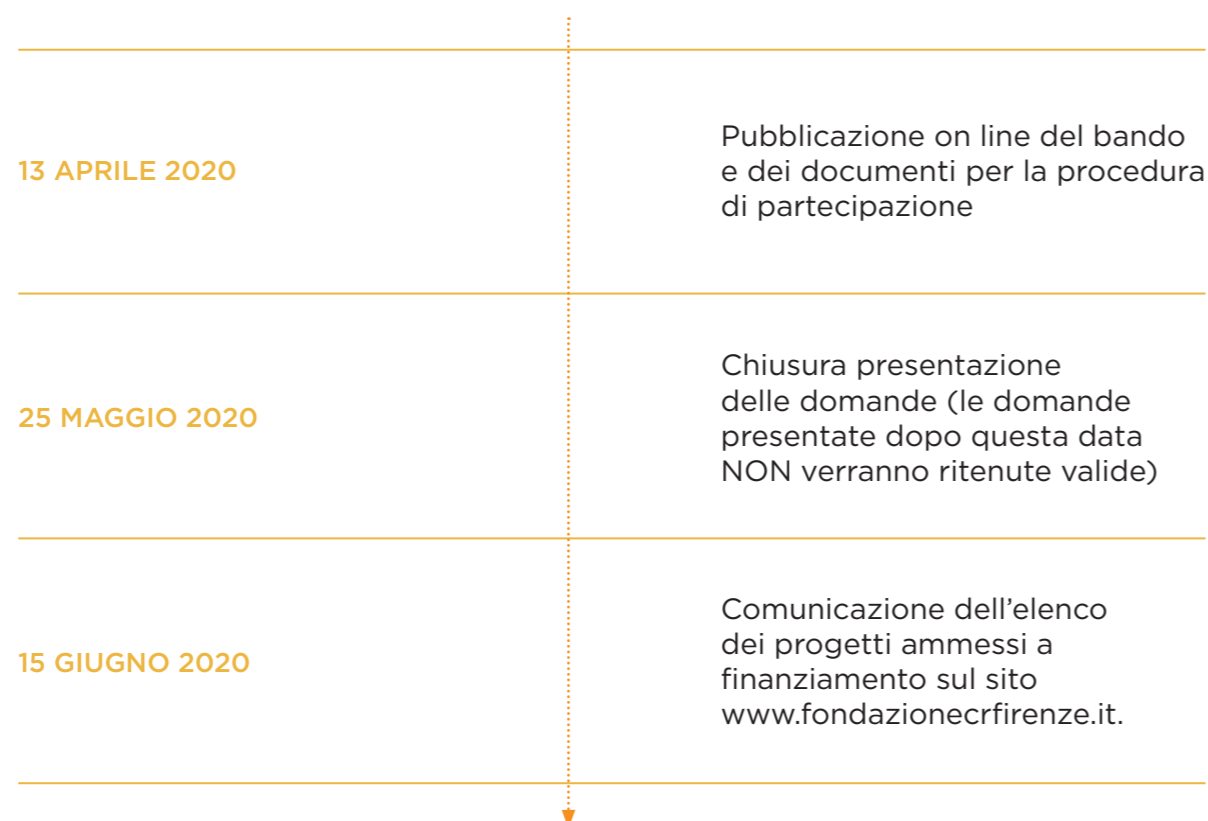 13 APRILE 2020
Pubblicazione on line del bando
e dei documenti per la procedura
di partecipazione
25 MAGGIO 2020
Chiusura presentazione
delle domande (le domande
presentate dopo questa data
NON verranno ritenute valide)
15 GIUGNO 2020
Comunicazione dell’elenco
dei progetti ammessi a
finanziamento sul sito
www.fondazionecrfirenze.it.